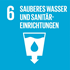 6 SAUBERES WASSER
UND SANITÄR-
EINRICHTUNGEN